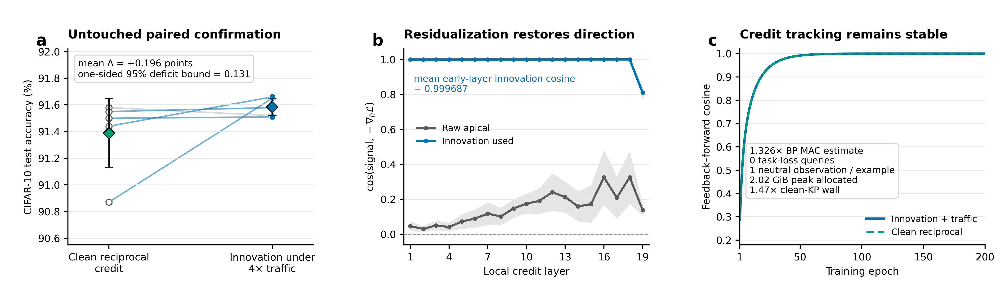 a
Untouched paired confirmation
92.0
91.8
91.6
91.4
91.2
91.0
90.8
90.6
CIFAR-10 test accuracy (%)
mean Δ = +0.196 points
one-sided 95% deficit bound = 0.131
Clean reciprocal
credit
Innovation under
4× traffic
b
Residualization restores direction
1.0
0.8
0.6
0.4
0.2
0.0
cos(signal, −∇hℒ)
mean early-layer innovation cosine
= 0.999687
Raw apical
Innovation used
1 4 7 10 13 16 19
Local credit layer
c
Credit tracking remains stable
1.0
0.9
0.8
0.7
0.6
0.5
0.4
0.3
0.2
Feedback–forward cosine
1.326× BP MAC estimate
0 task-loss queries
1 neutral observation / example
2.02 GiB peak allocated
1.47× clean-KP wall
Innovation + traffic
Clean reciprocal
1 50 100 150 200
Training epoch